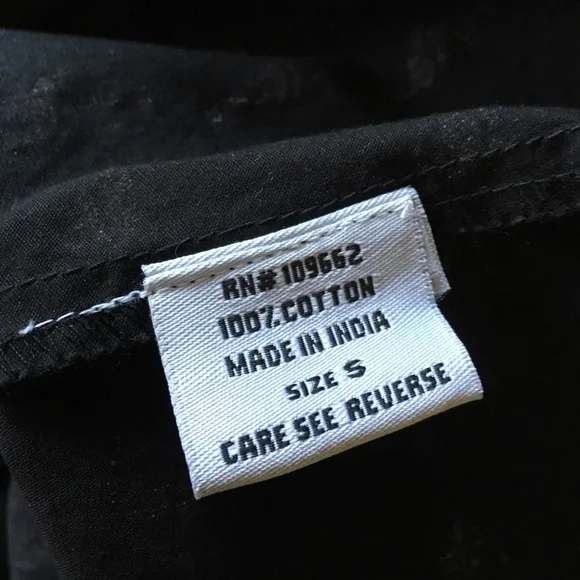 RN# 109662
100% COTTON
MADE IN INDIA
SIZE S
CARE SEE REVERSE